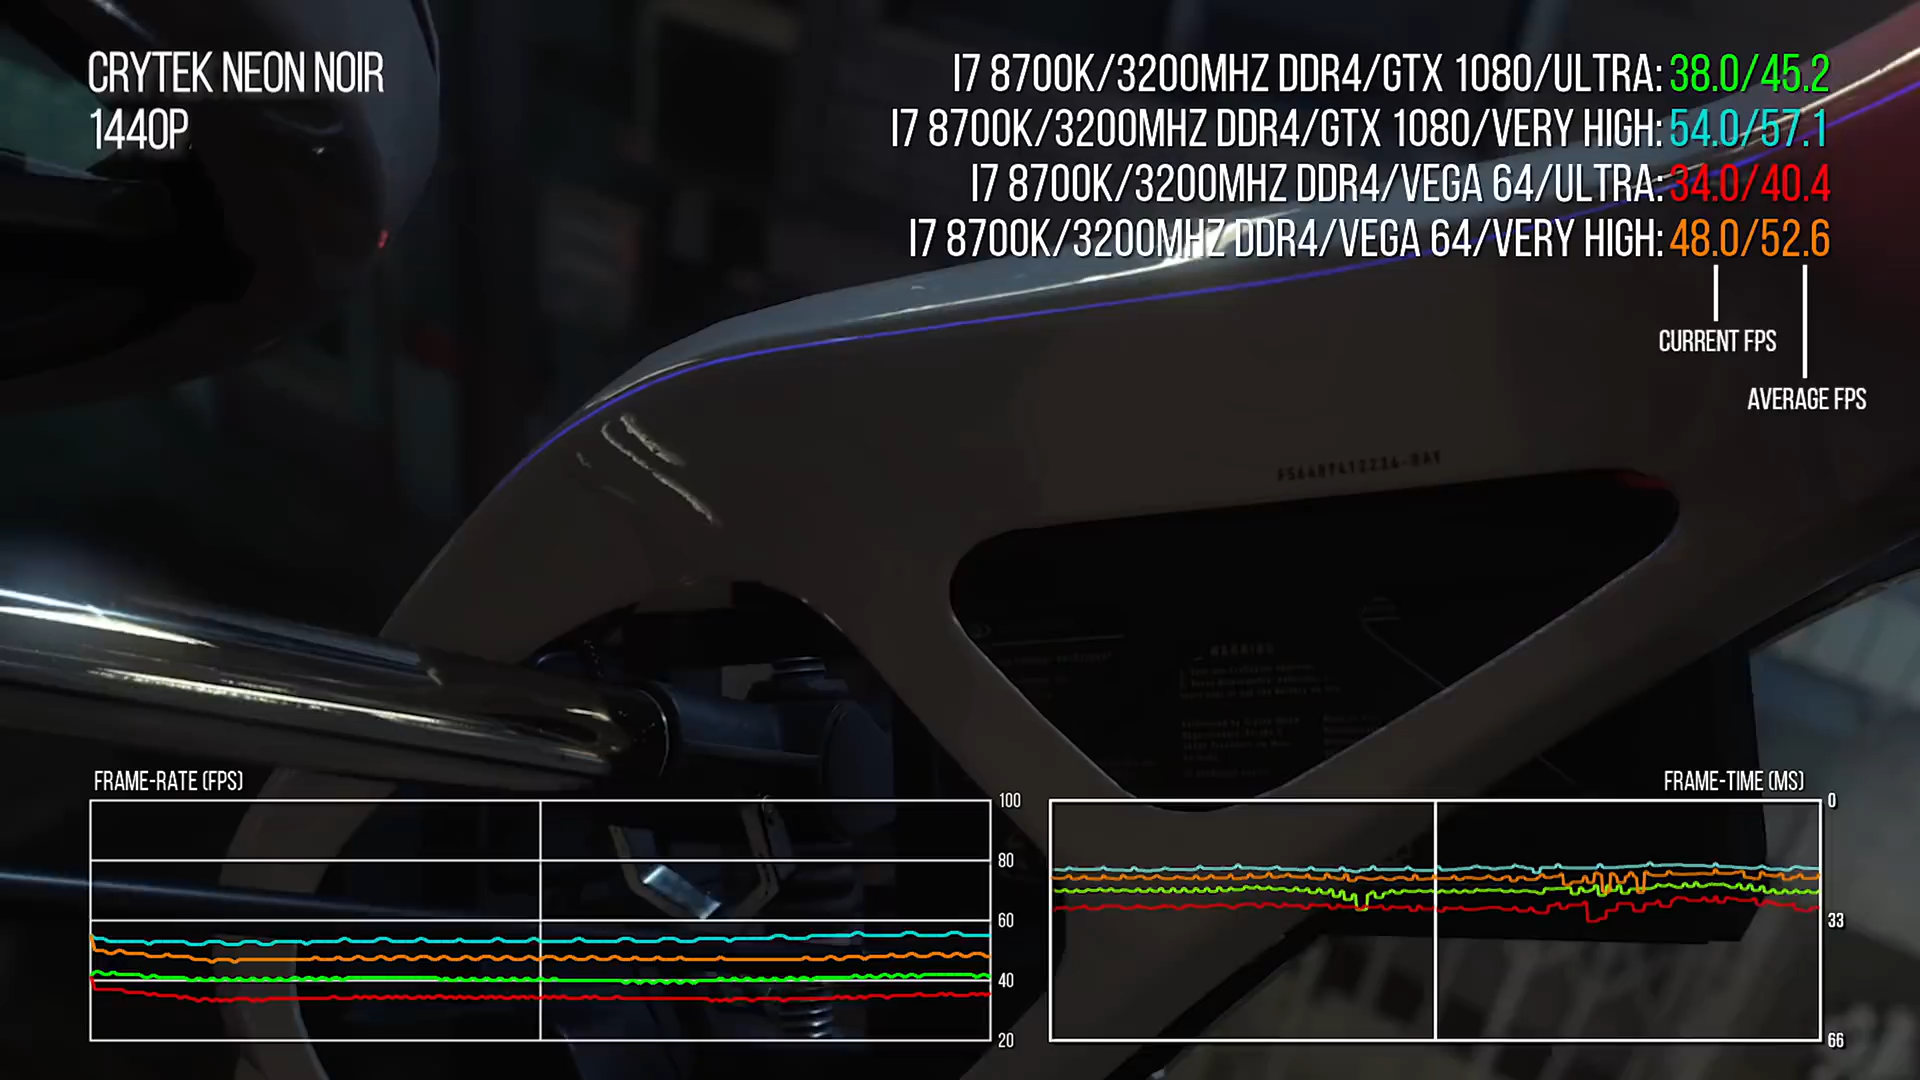 CRYTEK NEON NOIR
1440P
I7 8700K/3200MHZ DDR4/GTX 1080/ULTRA: 38.0/45.2
I7 8700K/3200MHZ DDR4/GTX 1080/VERY HIGH: 54.0/57.1
I7 8700K/3200MHZ DDR4/VEGA 64/ULTRA: 34.0/40.4
I7 8700K/3200MHZ DDR4/VEGA 64/VERY HIGH: 48.0/52.6
CURRENT FPS
AVERAGE FPS
WARNING
FRAME-RATE (FPS)
100
80
60
40
20
FRAME-TIME (MS)
0
33
66